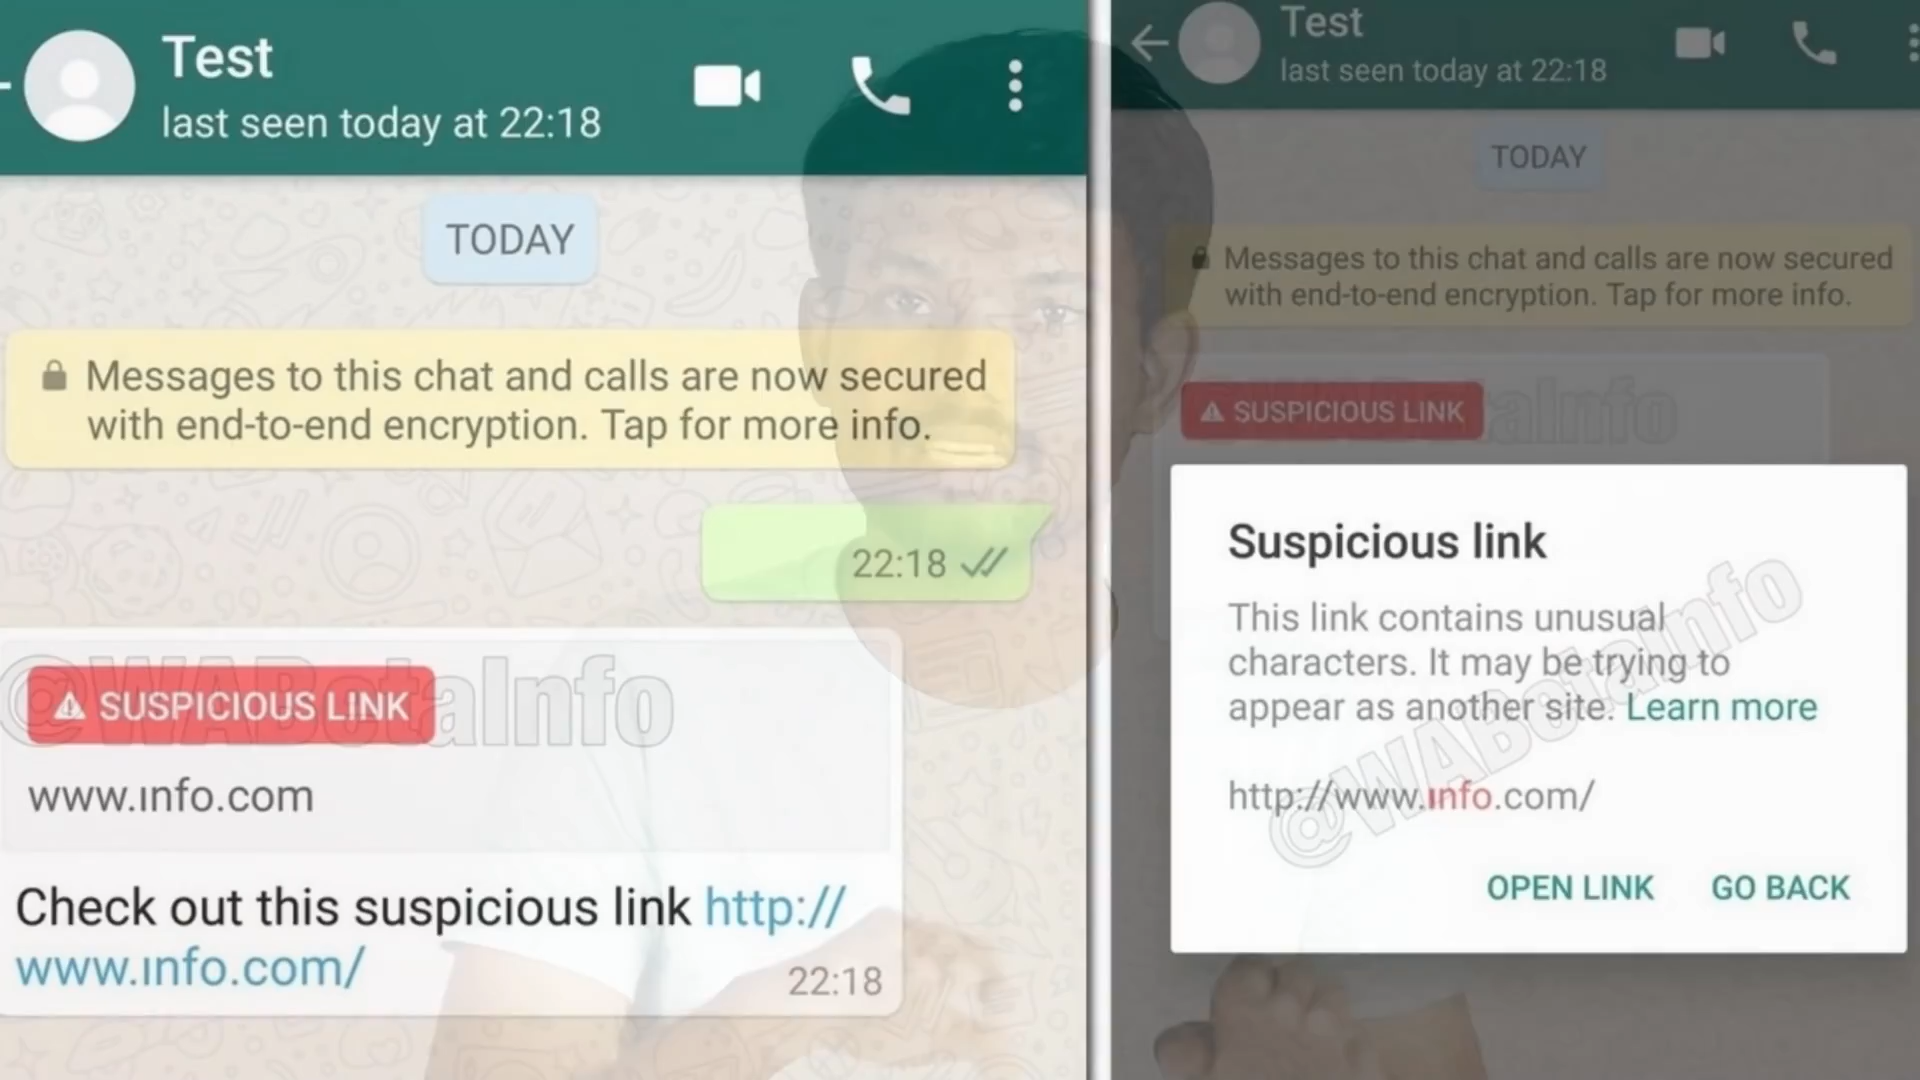 Test
last seen today at 22:18
TODAY
Messages to this chat and calls are now secured
with end-to-end encryption. Tap for more info.
22:18
@WABetaInfo
SUSPICIOUS LINK
www.ınfo.com
Check out this suspicious link http://
www.ınfo.com/
22:18
Test
last seen today at 22:18
TODAY
Messages to this chat and calls are now secured
with end-to-end encryption. Tap for more info.
SUSPICIOUS LINK
Suspicious link
This link contains unusual
characters. It may be trying to
appear as another site. Learn more
http://www.ınfo.com/
@WABetaInfo
OPEN LINK GO BACK